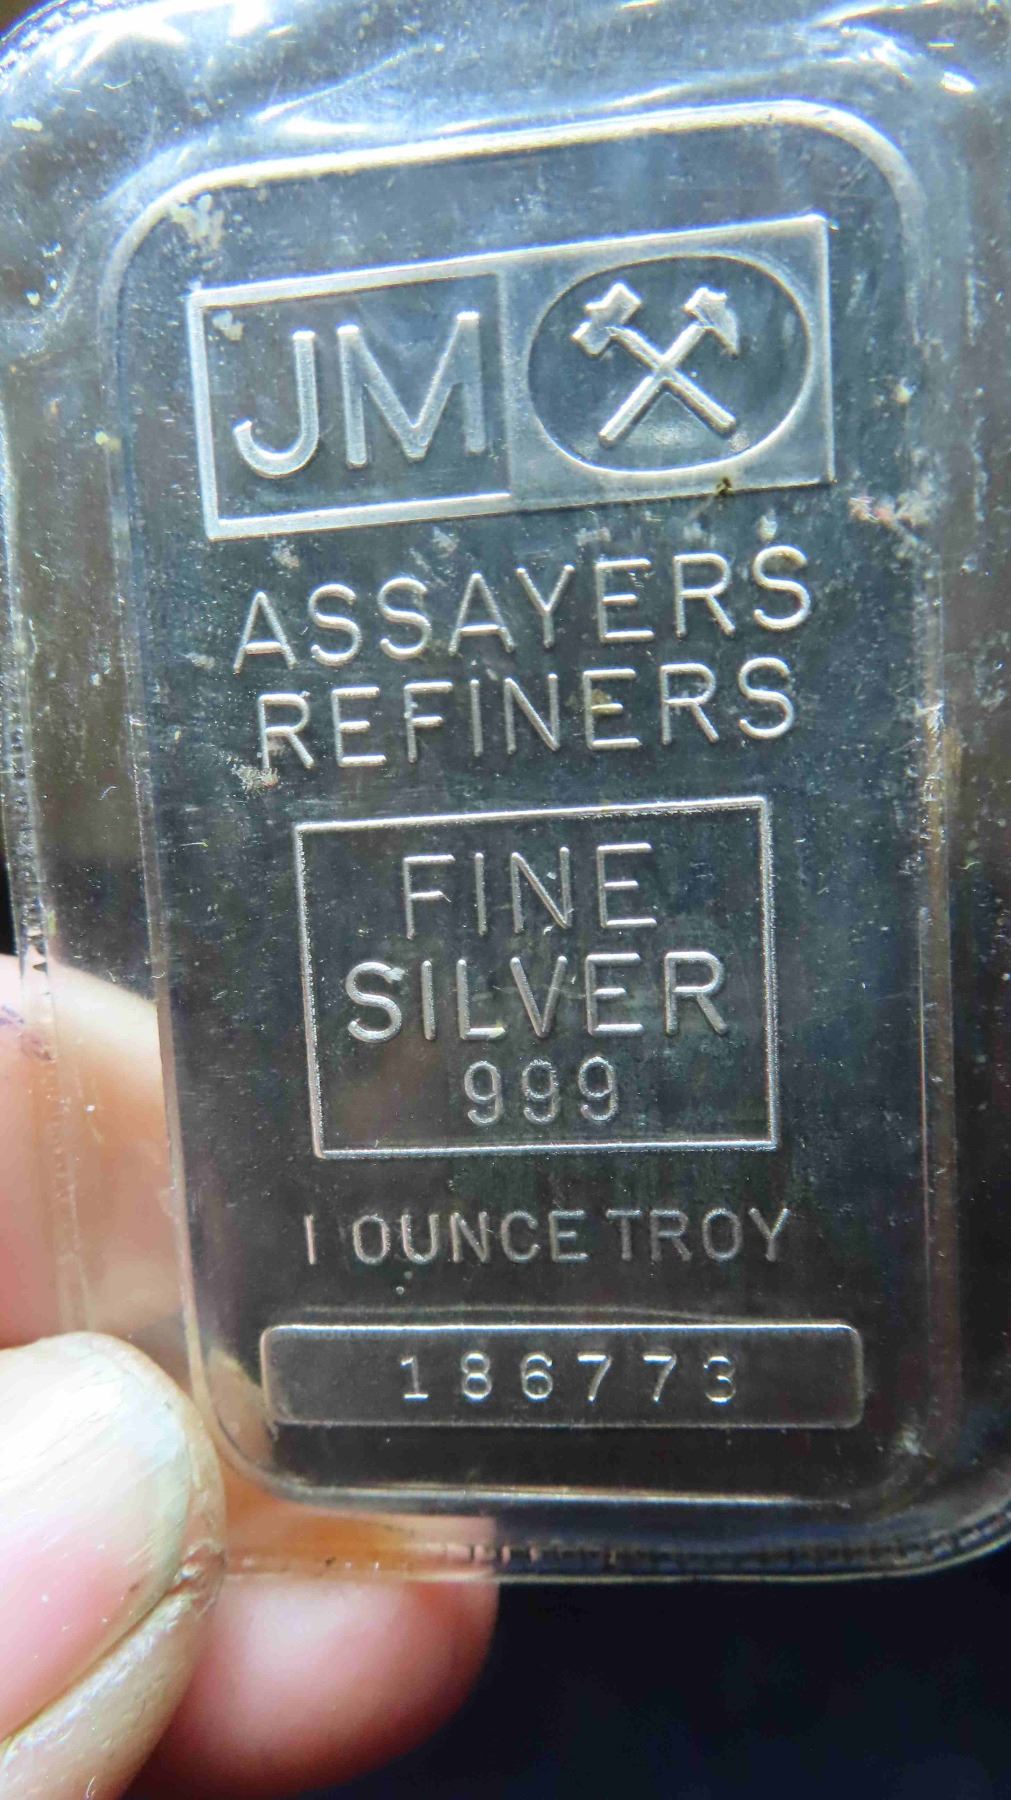 JM
ASSAYERS
REFINERS
FINE
SILVER
999
1 OUNCE TROY
186773